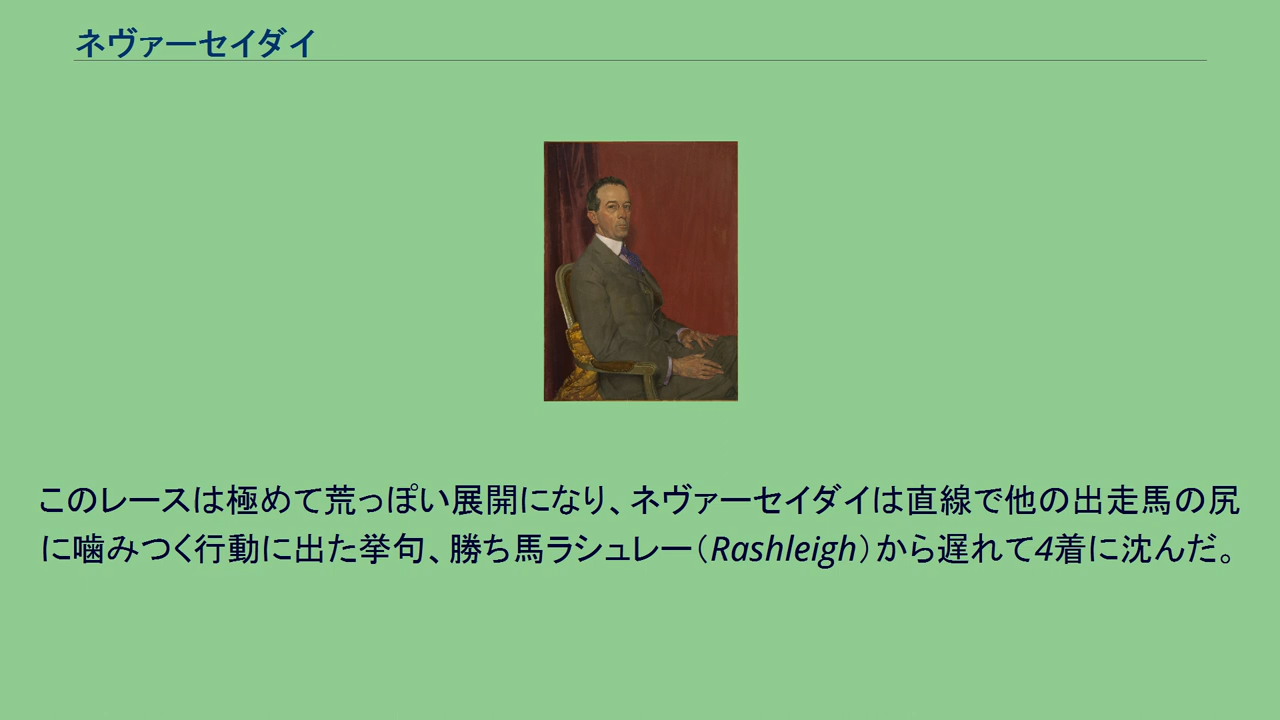 ネヴァーセイダイ
このレースは極めて荒っぽい展開になり、ネヴァーセイダイは直線で他の出走馬の尻
に噛みつく行動に出た挙句、勝ち馬ラシュレー（Rashleigh）から遅れて4着に沈んだ。